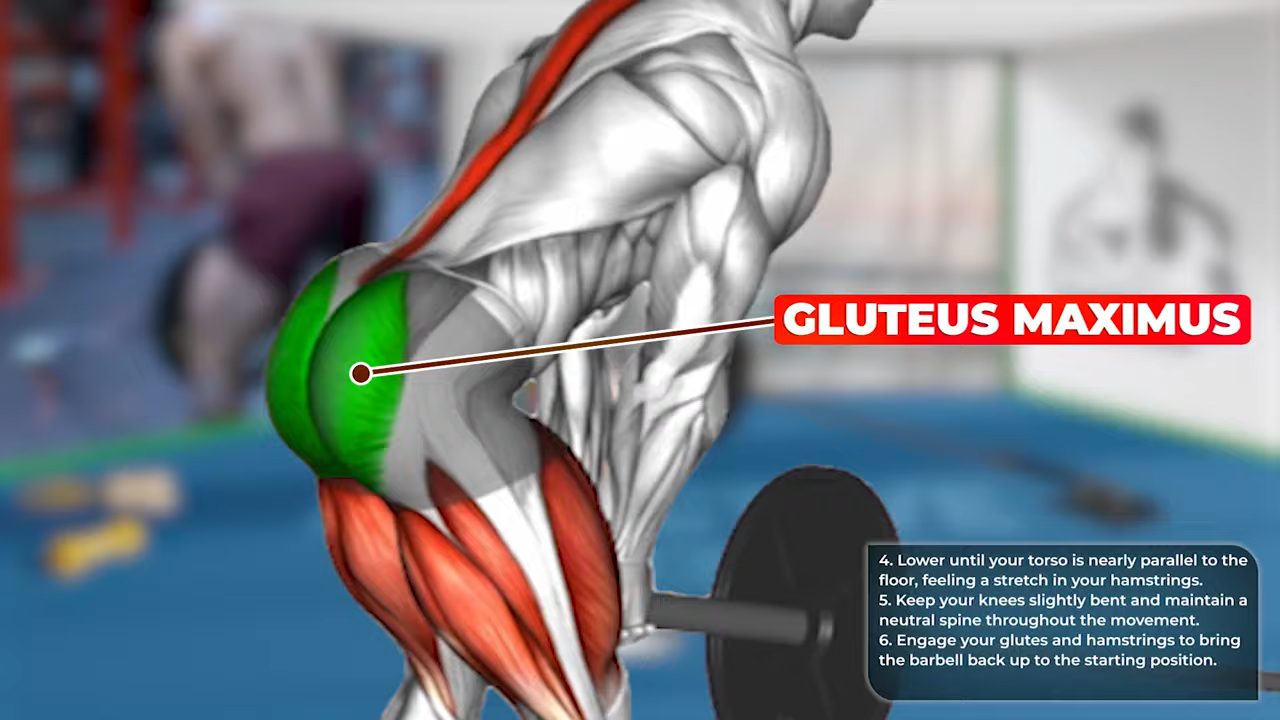 GLUTEUS MAXIMUS
4. Lower until your torso is nearly parallel to the
floor, feeling a stretch in your hamstrings.
5. Keep your knees slightly bent and maintain a
neutral spine throughout the movement.
6. Engage your glutes and hamstrings to bring
the barbell back up to the starting position.